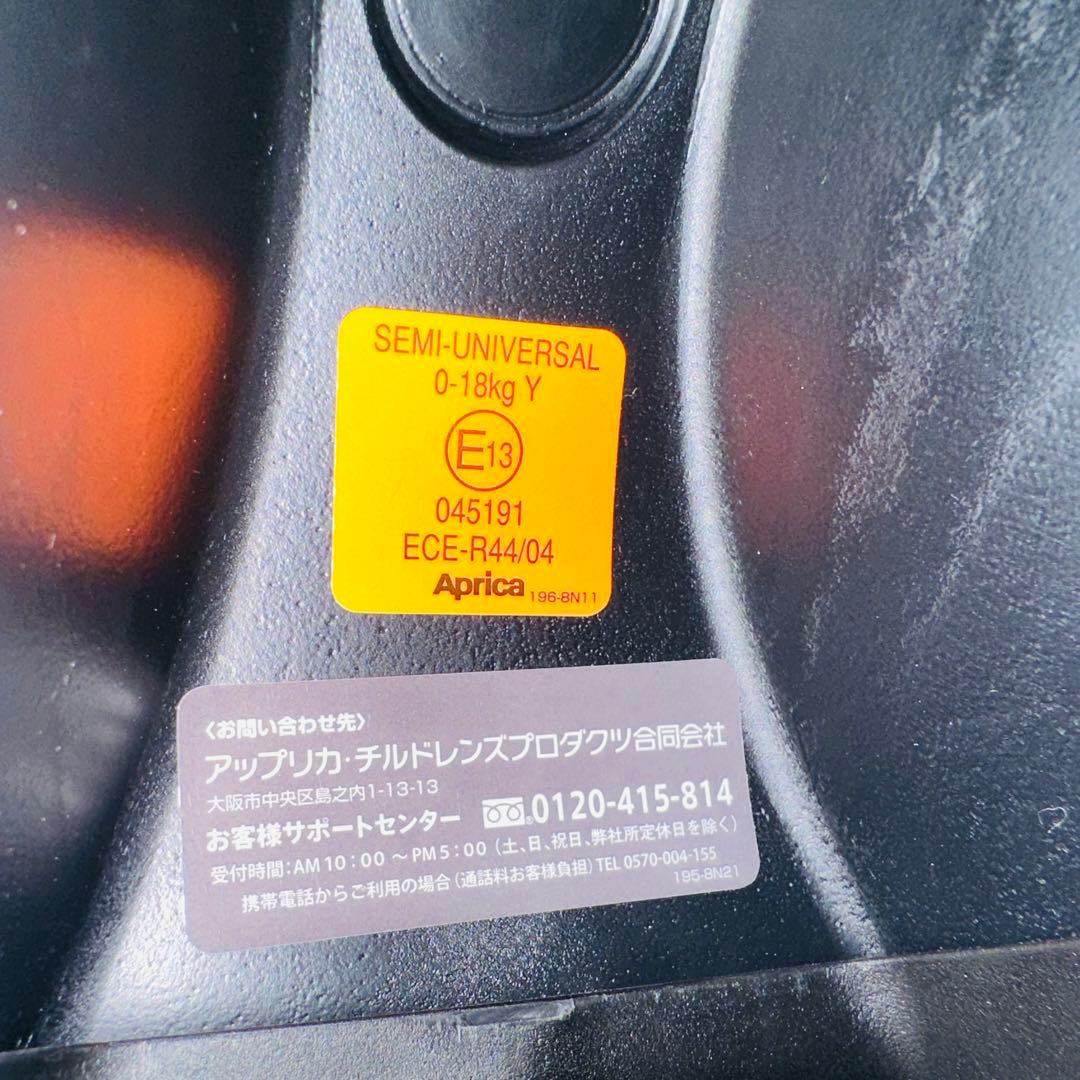 SEMI-UNIVERSAL
0-18kg Y
E13
045191
ECE-R44/04
Aprica 196-8N11
〈お問い合わせ先〉
アップリカ・チルドレンズプロダクツ合同会社
大阪市中央区島之内1-13-13
お客様サポートセンター 0120-415-814
受付時間:AM10:00 ～PM5:00 (土、日、祝日、弊社所定休日を除く)
携帯電話からご利用の場合(通話料お客様負担)TEL 0570-004-155
195-8N21